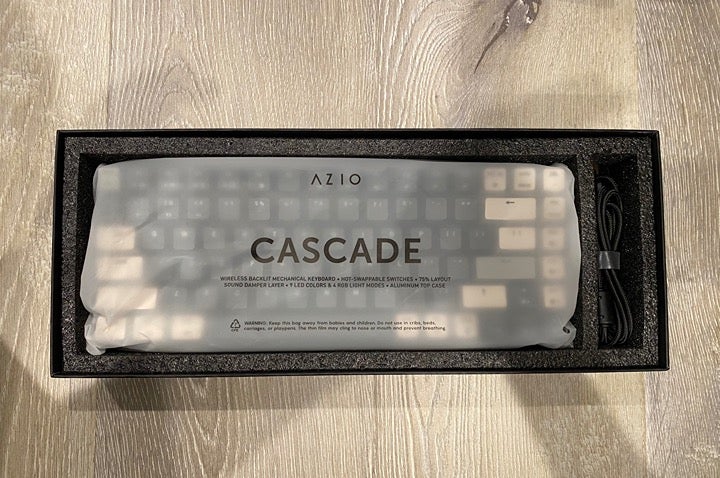 AZIO
CASCADE
WIRELESS BACKLIT MECHANICAL KEYBOARD • HOT-SWAPPABLE SWITCHES • 75% LAYOUT
SOUND DAMPER LAYER • 9 LED COLORS & 4 RGB LIGHT MODES • ALUMINUM TOP CASE
WARNING: Keep this bag away from babies and children. Do not use in cribs, beds,
carriages, or playpens. The thin film may cling to nose or mouth and prevent breathing.